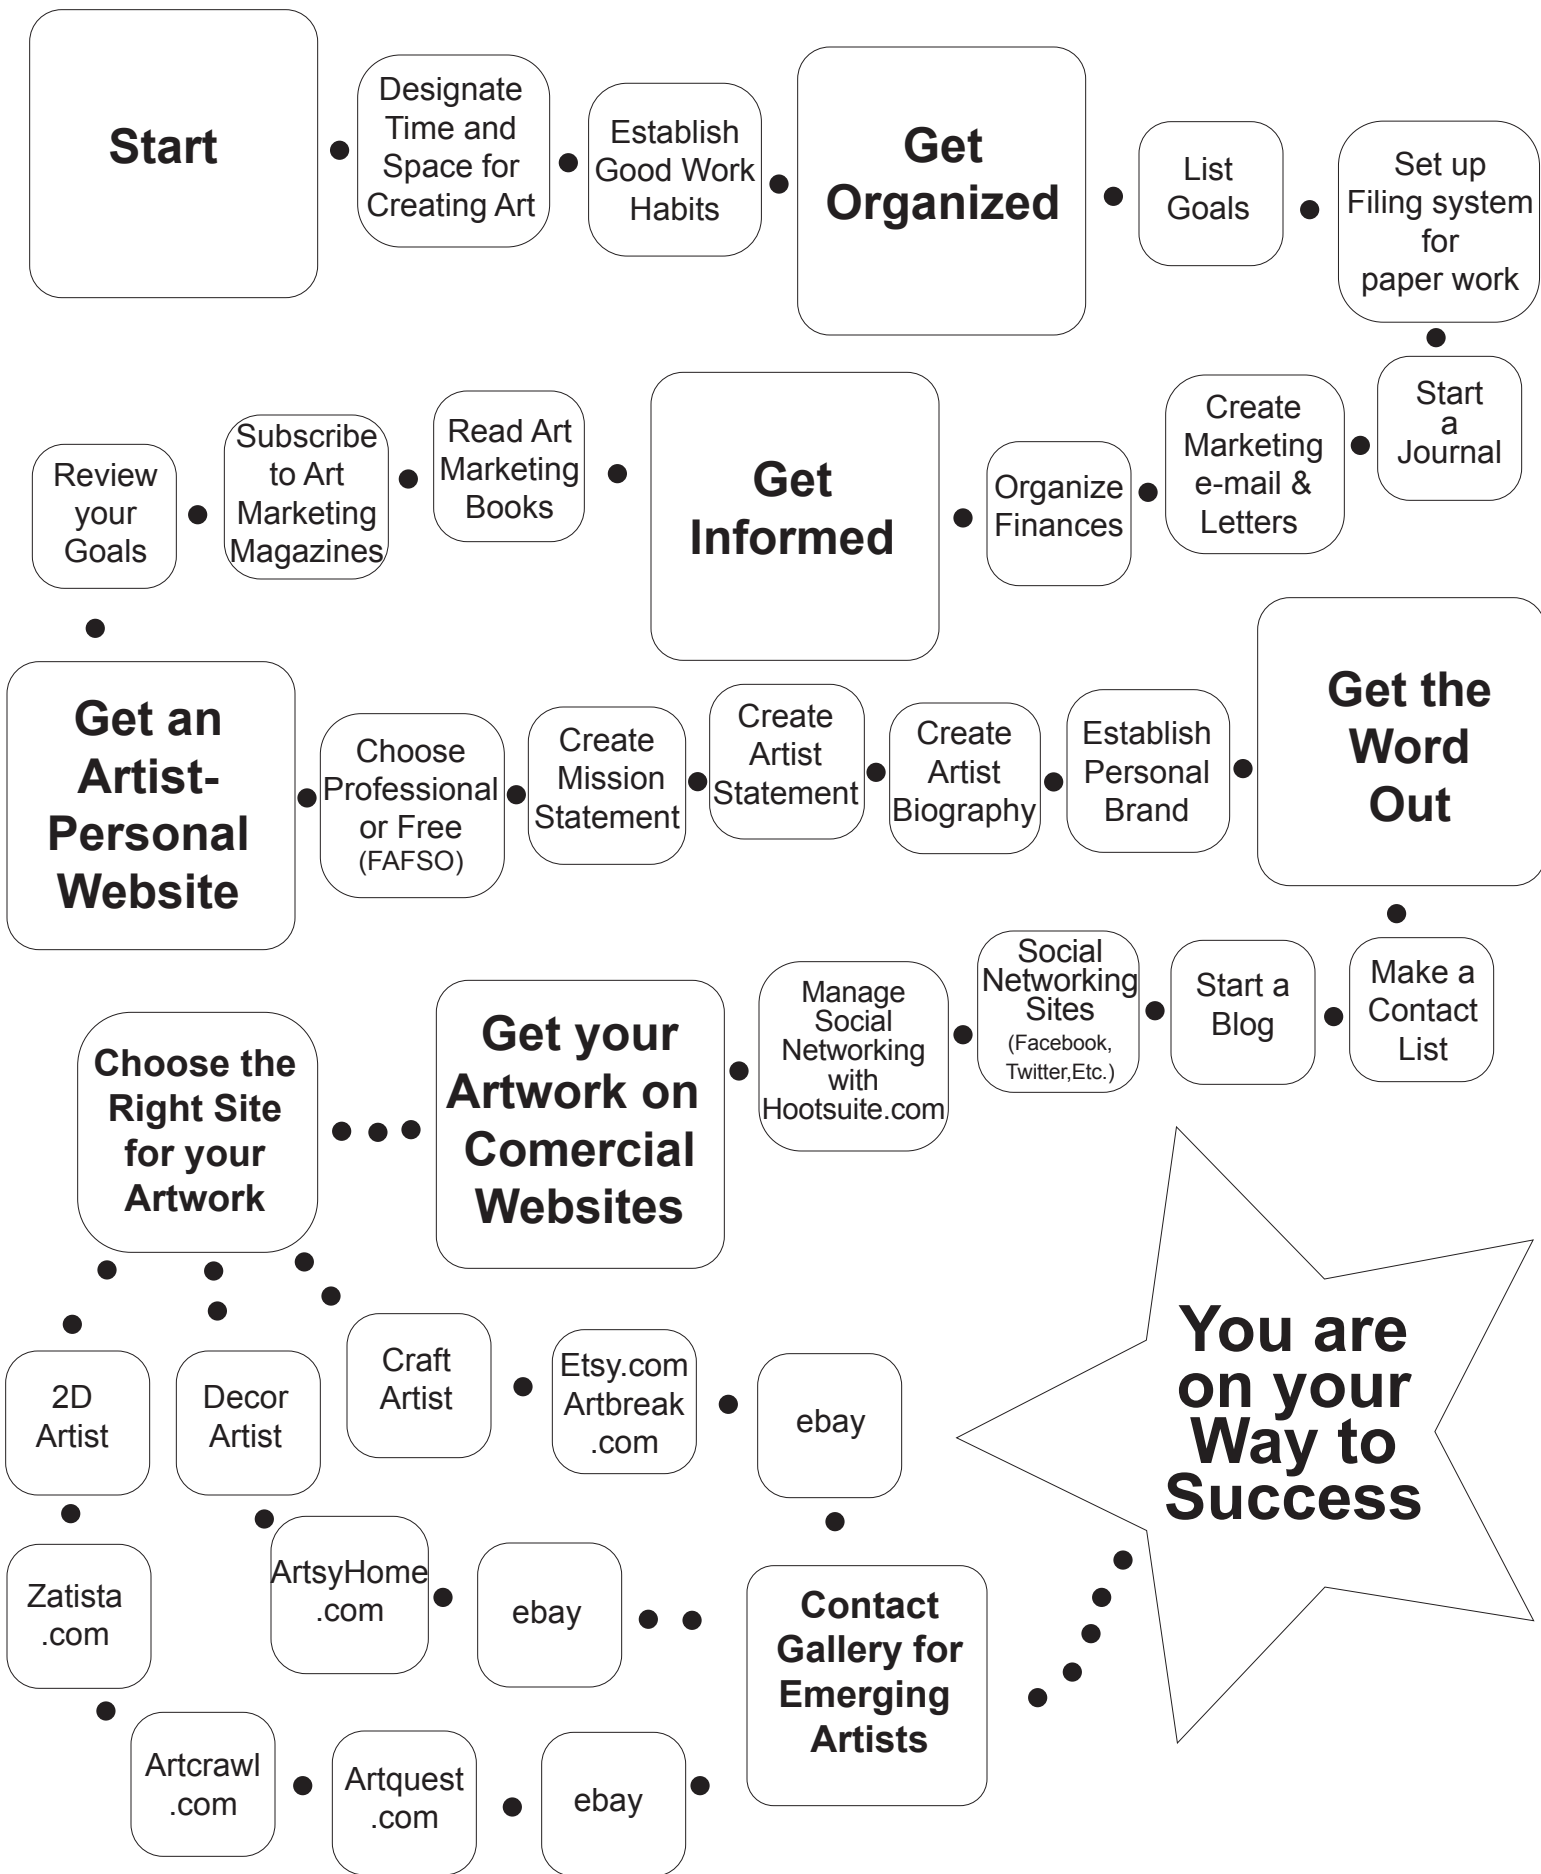 Start
Designate
Time and
Space for
Creating Art
Establish
Good Work
Habits
Get
Organized
List
Goals
Set up
Filing system
for
paper work
Start
a
Journal
Create
Marketing
e-mail &
Letters
Organize
Finances
Get
Informed
Read Art
Marketing
Books
Subscribe
to Art
Marketing
Magazines
Review
your
Goals
Get an
Artist-
Personal
Website
Choose
Professional
or Free
(FAFSO)
Create
Mission
Statement
Create
Artist
Statement
Create
Artist
Biography
Establish
Personal
Brand
Get the
Word
Out
Make a
Contact
List
Start a
Blog
Social
Networking
Sites
(Facebook,
Twitter,Etc.)
Manage
Social
Networking
with
Hootsuite.com
Get your
Artwork on
Comercial
Websites
Choose the
Right Site
for your
Artwork
2D
Artist
Zatista
.com
Artcrawl
.com
Artquest
.com
ebay
Decor
Artist
ArtsyHome
.com
ebay
Craft
Artist
Etsy.com
Artbreak
.com
ebay
Contact
Gallery for
Emerging
Artists
You are
on your
Way to
Success